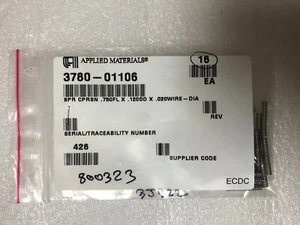 APPLIED MATERIALS®
16
3780-01106
EA
SPR CPRSN .750FL X .120OD X .020WIRE-DIA
REV
SERIAL/TRACEABILITY NUMBER
426
SUPPLIER CODE
800323
ECDC